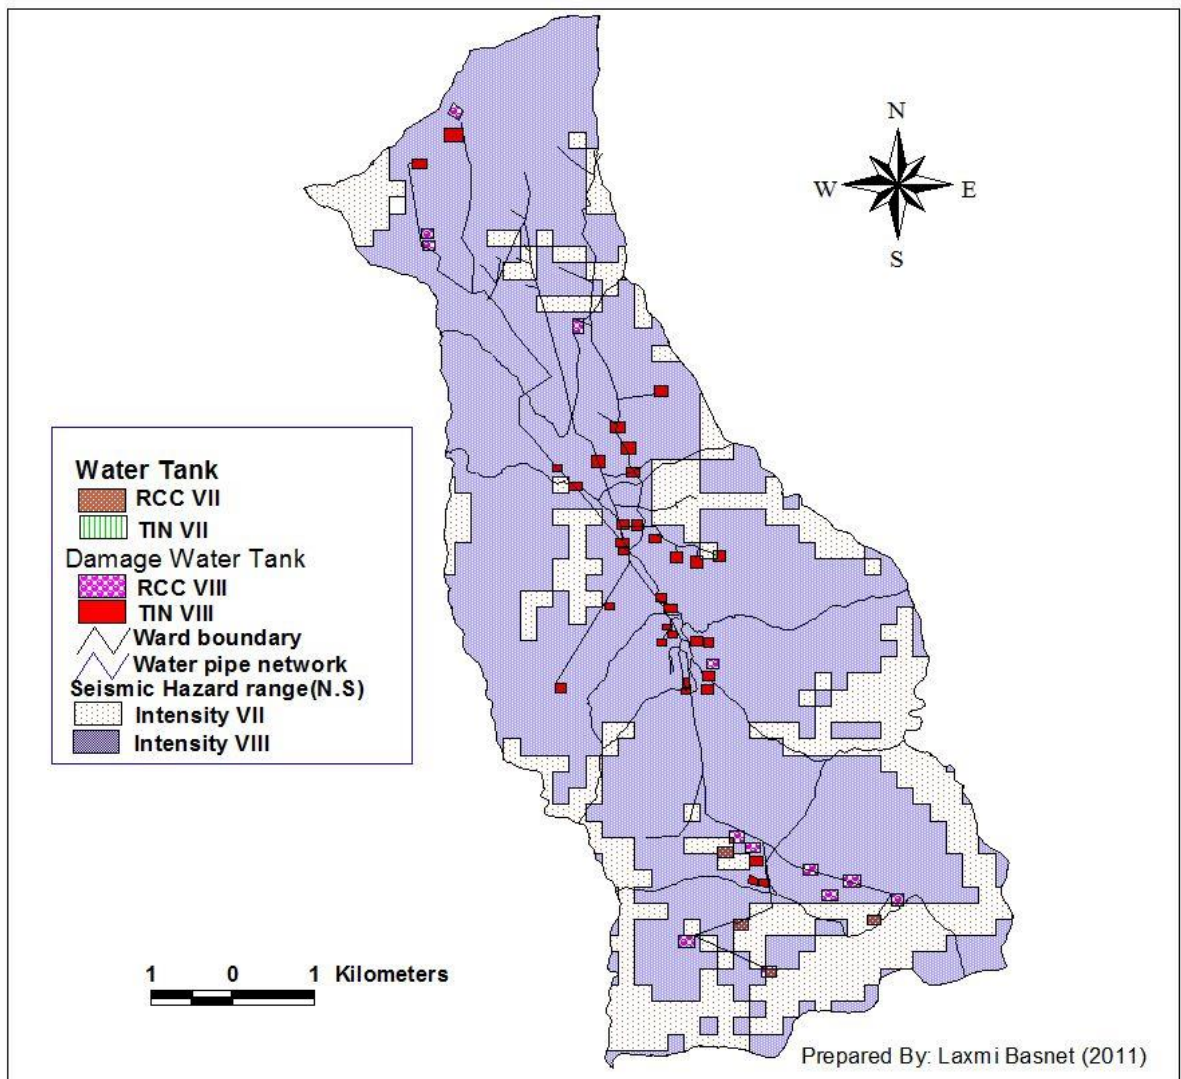 N
W E
S
Water Tank
RCC VII
TIN VII
Damage Water Tank
RCC VIII
TIN VIII
Ward boundary
Water pipe network
Seismic Hazard range(N.S)
Intensity VII
Intensity VIII
1 0 1 Kilometers
Prepared By: Laxmi Basnet (2011)